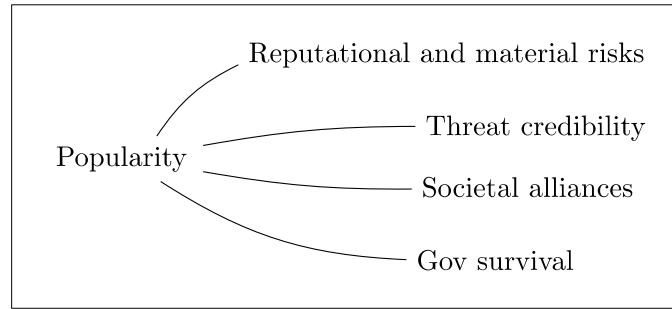 Reputational and material risks
Threat credibility
Popularity
Societal alliances
Gov survival